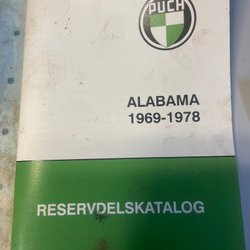 PUCH
ALABAMA
1969-1978
RESERVDELSKATALOG